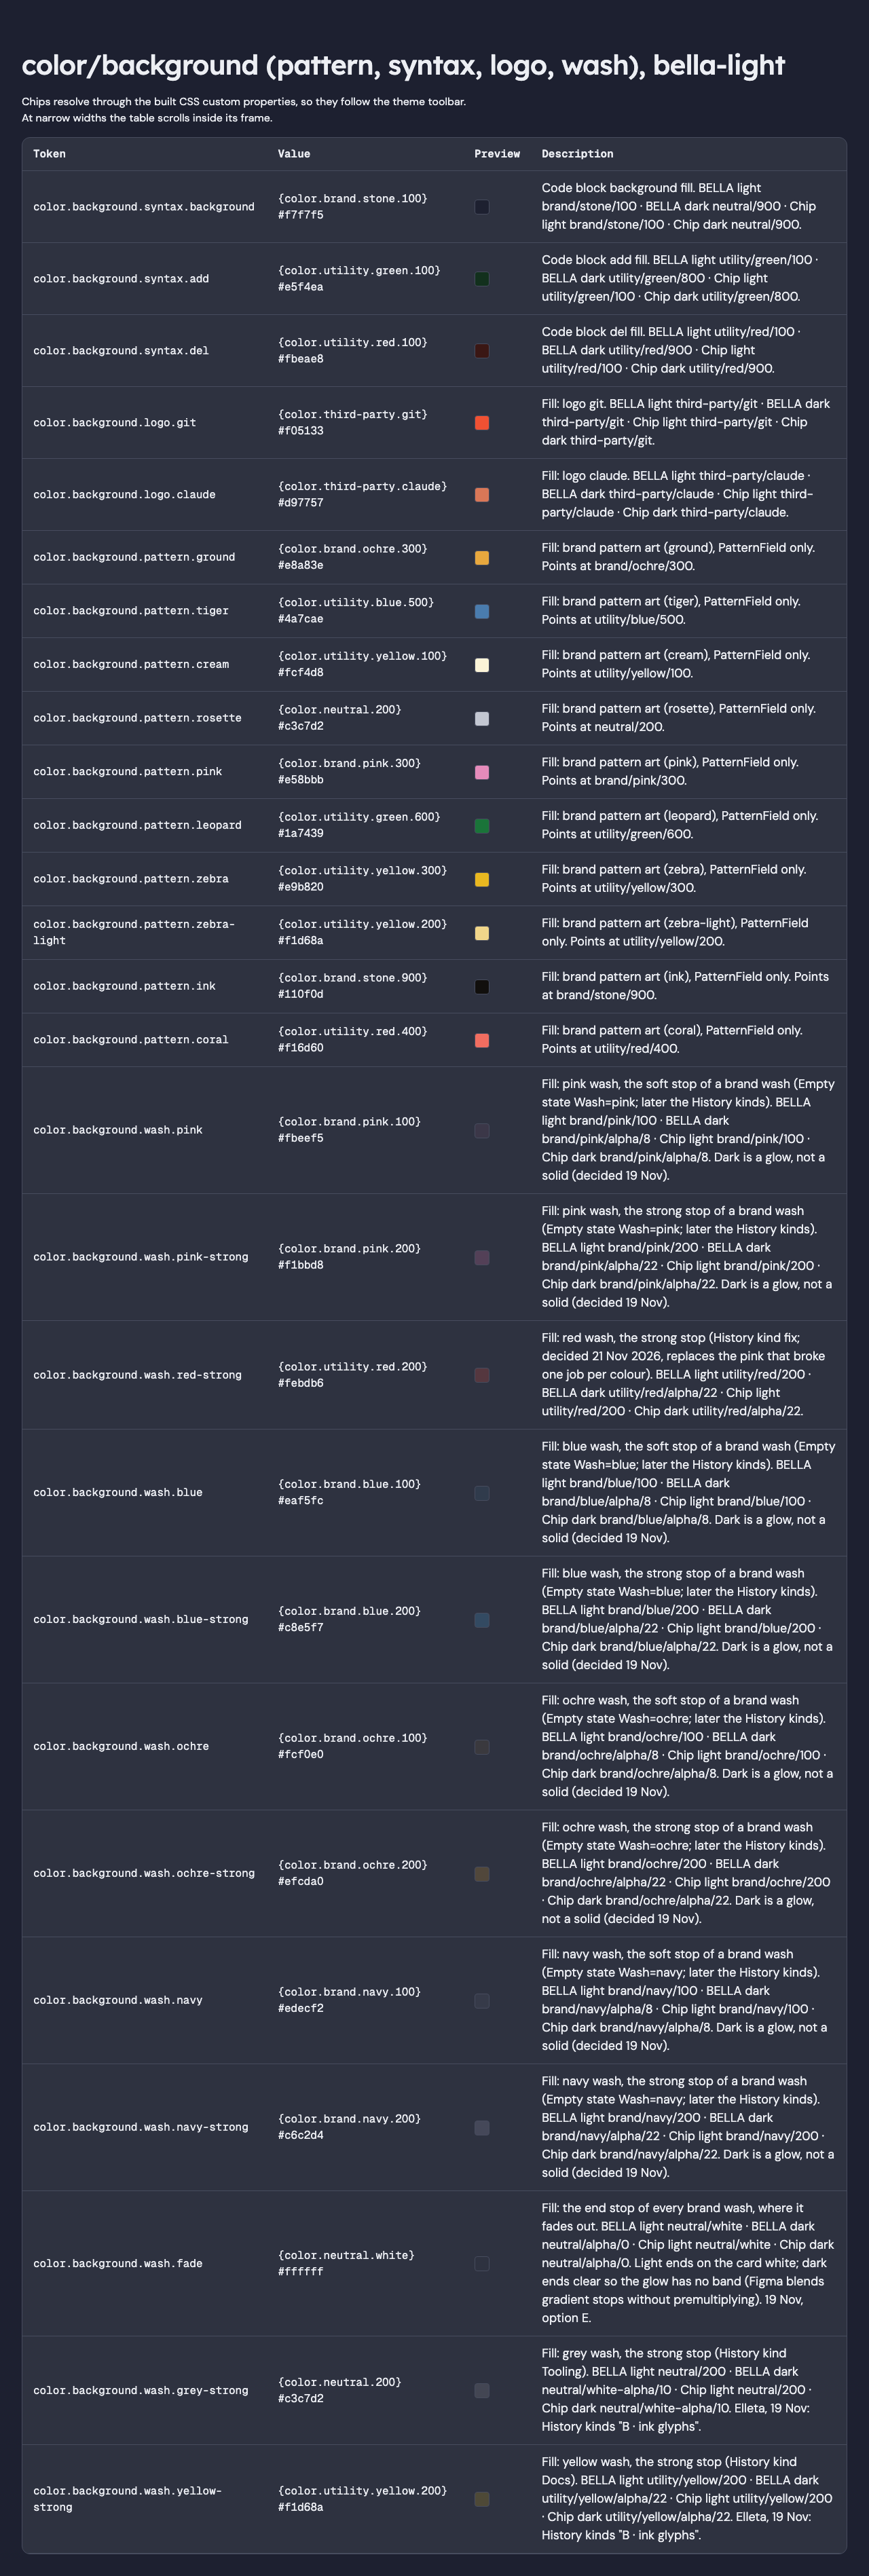 color/background (pattern, syntax, logo, wash), bella-light
Chips resolve through the built CSS custom properties, so they follow the theme toolbar.
At narrow widths the table scrolls inside its frame.
Token Value Preview Description
color.background.syntax.background
{color.brand.stone.100}
#f7f7f5
Code block background fill. BELLA light
brand/stone/100 · BELLA dark neutral/900 · Chip
light brand/stone/100 · Chip dark neutral/900.
color.background.syntax.add
{color.utility.green.100}
#e5f4ea
Code block add fill. BELLA light utility/green/100 ·
BELLA dark utility/green/800 · Chip light
utility/green/100 · Chip dark utility/green/800.
color.background.syntax.del
{color.utility.red.100}
#fbeae8
Code block del fill. BELLA light utility/red/100 ·
BELLA dark utility/red/900 · Chip light
utility/red/100 · Chip dark utility/red/900.
color.background.logo.git
{color.third-party.git}
#f05133
Fill: logo git. BELLA light third-party/git · BELLA dark
third-party/git · Chip light third-party/git · Chip
dark third-party/git.
color.background.logo.claude
{color.third-party.claude}
#d97757
Fill: logo claude. BELLA light third-party/claude ·
BELLA dark third-party/claude · Chip light third-
party/claude · Chip dark third-party/claude.
color.background.pattern.ground
{color.brand.ochre.300}
#e8a83e
Fill: brand pattern art (ground), PatternField only.
Points at brand/ochre/300.
color.background.pattern.tiger
{color.utility.blue.500}
#4a7cae
Fill: brand pattern art (tiger), PatternField only.
Points at utility/blue/500.
color.background.pattern.cream
{color.utility.yellow.100}
#fcf4d8
Fill: brand pattern art (cream), PatternField only.
Points at utility/yellow/100.
color.background.pattern.rosette
{color.neutral.200}
#c3c7d2
Fill: brand pattern art (rosette), PatternField only.
Points at neutral/200.
color.background.pattern.pink
{color.brand.pink.300}
#e58bbb
Fill: brand pattern art (pink), PatternField only.
Points at brand/pink/300.
color.background.pattern.leopard
{color.utility.green.600}
#1a7439
Fill: brand pattern art (leopard), PatternField only.
Points at utility/green/600.
color.background.pattern.zebra
{color.utility.yellow.300}
#e9b820
Fill: brand pattern art (zebra), PatternField only.
Points at utility/yellow/300.
color.background.pattern.zebra-
light
{color.utility.yellow.200}
#f1d68a
Fill: brand pattern art (zebra-light), PatternField
only. Points at utility/yellow/200.
color.background.pattern.ink
{color.brand.stone.900}
#110f0d
Fill: brand pattern art (ink), PatternField only. Points
at brand/stone/900.
color.background.pattern.coral
{color.utility.red.400}
#f16d60
Fill: brand pattern art (coral), PatternField only.
Points at utility/red/400.
color.background.wash.pink
{color.brand.pink.100}
#fbeef5
Fill: pink wash, the soft stop of a brand wash (Empty
state Wash=pink; later the History kinds). BELLA
light brand/pink/100 · BELLA dark
brand/pink/alpha/8 · Chip light brand/pink/100 ·
Chip dark brand/pink/alpha/8. Dark is a glow, not a
solid (decided 19 Nov).
color.background.wash.pink-strong
{color.brand.pink.200}
#f1bbd8
Fill: pink wash, the strong stop of a brand wash
(Empty state Wash=pink; later the History kinds).
BELLA light brand/pink/200 · BELLA dark
brand/pink/alpha/22 · Chip light brand/pink/200 ·
Chip dark brand/pink/alpha/22. Dark is a glow, not a
solid (decided 19 Nov).
color.background.wash.red-strong
{color.utility.red.200}
#febdb6
Fill: red wash, the strong stop (History kind fix;
decided 21 Nov 2026, replaces the pink that broke
one job per colour). BELLA light utility/red/200 ·
BELLA dark utility/red/alpha/22 · Chip light
utility/red/200 · Chip dark utility/red/alpha/22.
color.background.wash.blue
{color.brand.blue.100}
#eaf5fc
Fill: blue wash, the soft stop of a brand wash (Empty
state Wash=blue; later the History kinds). BELLA
light brand/blue/100 · BELLA dark
brand/blue/alpha/8 · Chip light brand/blue/100 ·
Chip dark brand/blue/alpha/8. Dark is a glow, not a
solid (decided 19 Nov).
color.background.wash.blue-strong
{color.brand.blue.200}
#c8e5f7
Fill: blue wash, the strong stop of a brand wash
(Empty state Wash=blue; later the History kinds).
BELLA light brand/blue/200 · BELLA dark
brand/blue/alpha/22 · Chip light brand/blue/200 ·
Chip dark brand/blue/alpha/22. Dark is a glow, not a
solid (decided 19 Nov).
color.background.wash.ochre
{color.brand.ochre.100}
#fcf0e0
Fill: ochre wash, the soft stop of a brand wash
(Empty state Wash=ochre; later the History kinds).
BELLA light brand/ochre/100 · BELLA dark
brand/ochre/alpha/8 · Chip light brand/ochre/100 ·
Chip dark brand/ochre/alpha/8. Dark is a glow, not a
solid (decided 19 Nov).
color.background.wash.ochre-strong
{color.brand.ochre.200}
#efcda0
Fill: ochre wash, the strong stop of a brand wash
(Empty state Wash=ochre; later the History kinds).
BELLA light brand/ochre/200 · BELLA dark
brand/ochre/alpha/22 · Chip light brand/ochre/200
· Chip dark brand/ochre/alpha/22. Dark is a glow,
not a solid (decided 19 Nov).
color.background.wash.navy
{color.brand.navy.100}
#edecf2
Fill: navy wash, the soft stop of a brand wash
(Empty state Wash=navy; later the History kinds).
BELLA light brand/navy/100 · BELLA dark
brand/navy/alpha/8 · Chip light brand/navy/100 ·
Chip dark brand/navy/alpha/8. Dark is a glow, not a
solid (decided 19 Nov).
color.background.wash.navy-strong
{color.brand.navy.200}
#c6c2d4
Fill: navy wash, the strong stop of a brand wash
(Empty state Wash=navy; later the History kinds).
BELLA light brand/navy/200 · BELLA dark
brand/navy/alpha/22 · Chip light brand/navy/200 ·
Chip dark brand/navy/alpha/22. Dark is a glow, not a
solid (decided 19 Nov).
color.background.wash.fade
{color.neutral.white}
#ffffff
Fill: the end stop of every brand wash, where it
fades out. BELLA light neutral/white · BELLA dark
neutral/alpha/0 · Chip light neutral/white · Chip dark
neutral/alpha/0. Light ends on the card white; dark
ends clear so the glow has no band (Figma blends
gradient stops without premultiplying). 19 Nov,
option E.
color.background.wash.grey-strong
{color.neutral.200}
#c3c7d2
Fill: grey wash, the strong stop (History kind
Tooling). BELLA light neutral/200 · BELLA dark
neutral/white-alpha/10 · Chip light neutral/200 ·
Chip dark neutral/white-alpha/10. Elleta, 19 Nov:
History kinds "B · ink glyphs".
color.background.wash.yellow-
strong
{color.utility.yellow.200}
#f1d68a
Fill: yellow wash, the strong stop (History kind
Docs). BELLA light utility/yellow/200 · BELLA dark
utility/yellow/alpha/22 · Chip light utility/yellow/200
· Chip dark utility/yellow/alpha/22. Elleta, 19 Nov:
History kinds "B · ink glyphs".